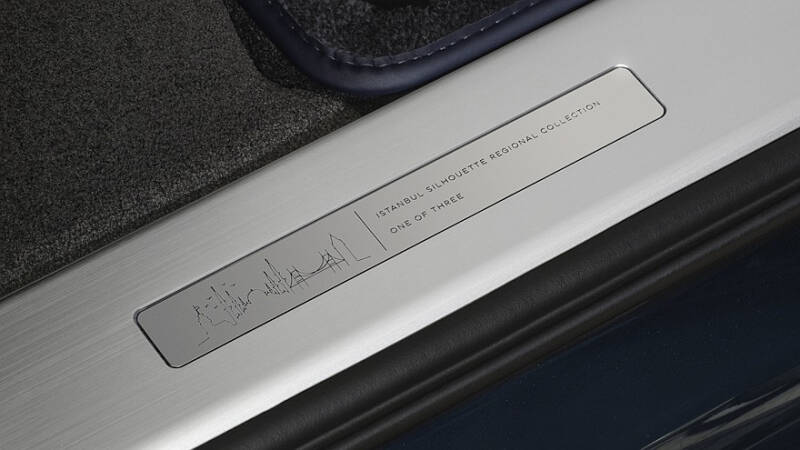 ISTANBUL SILHOUETTE REGIONAL COLLECTION
ONE OF THREE